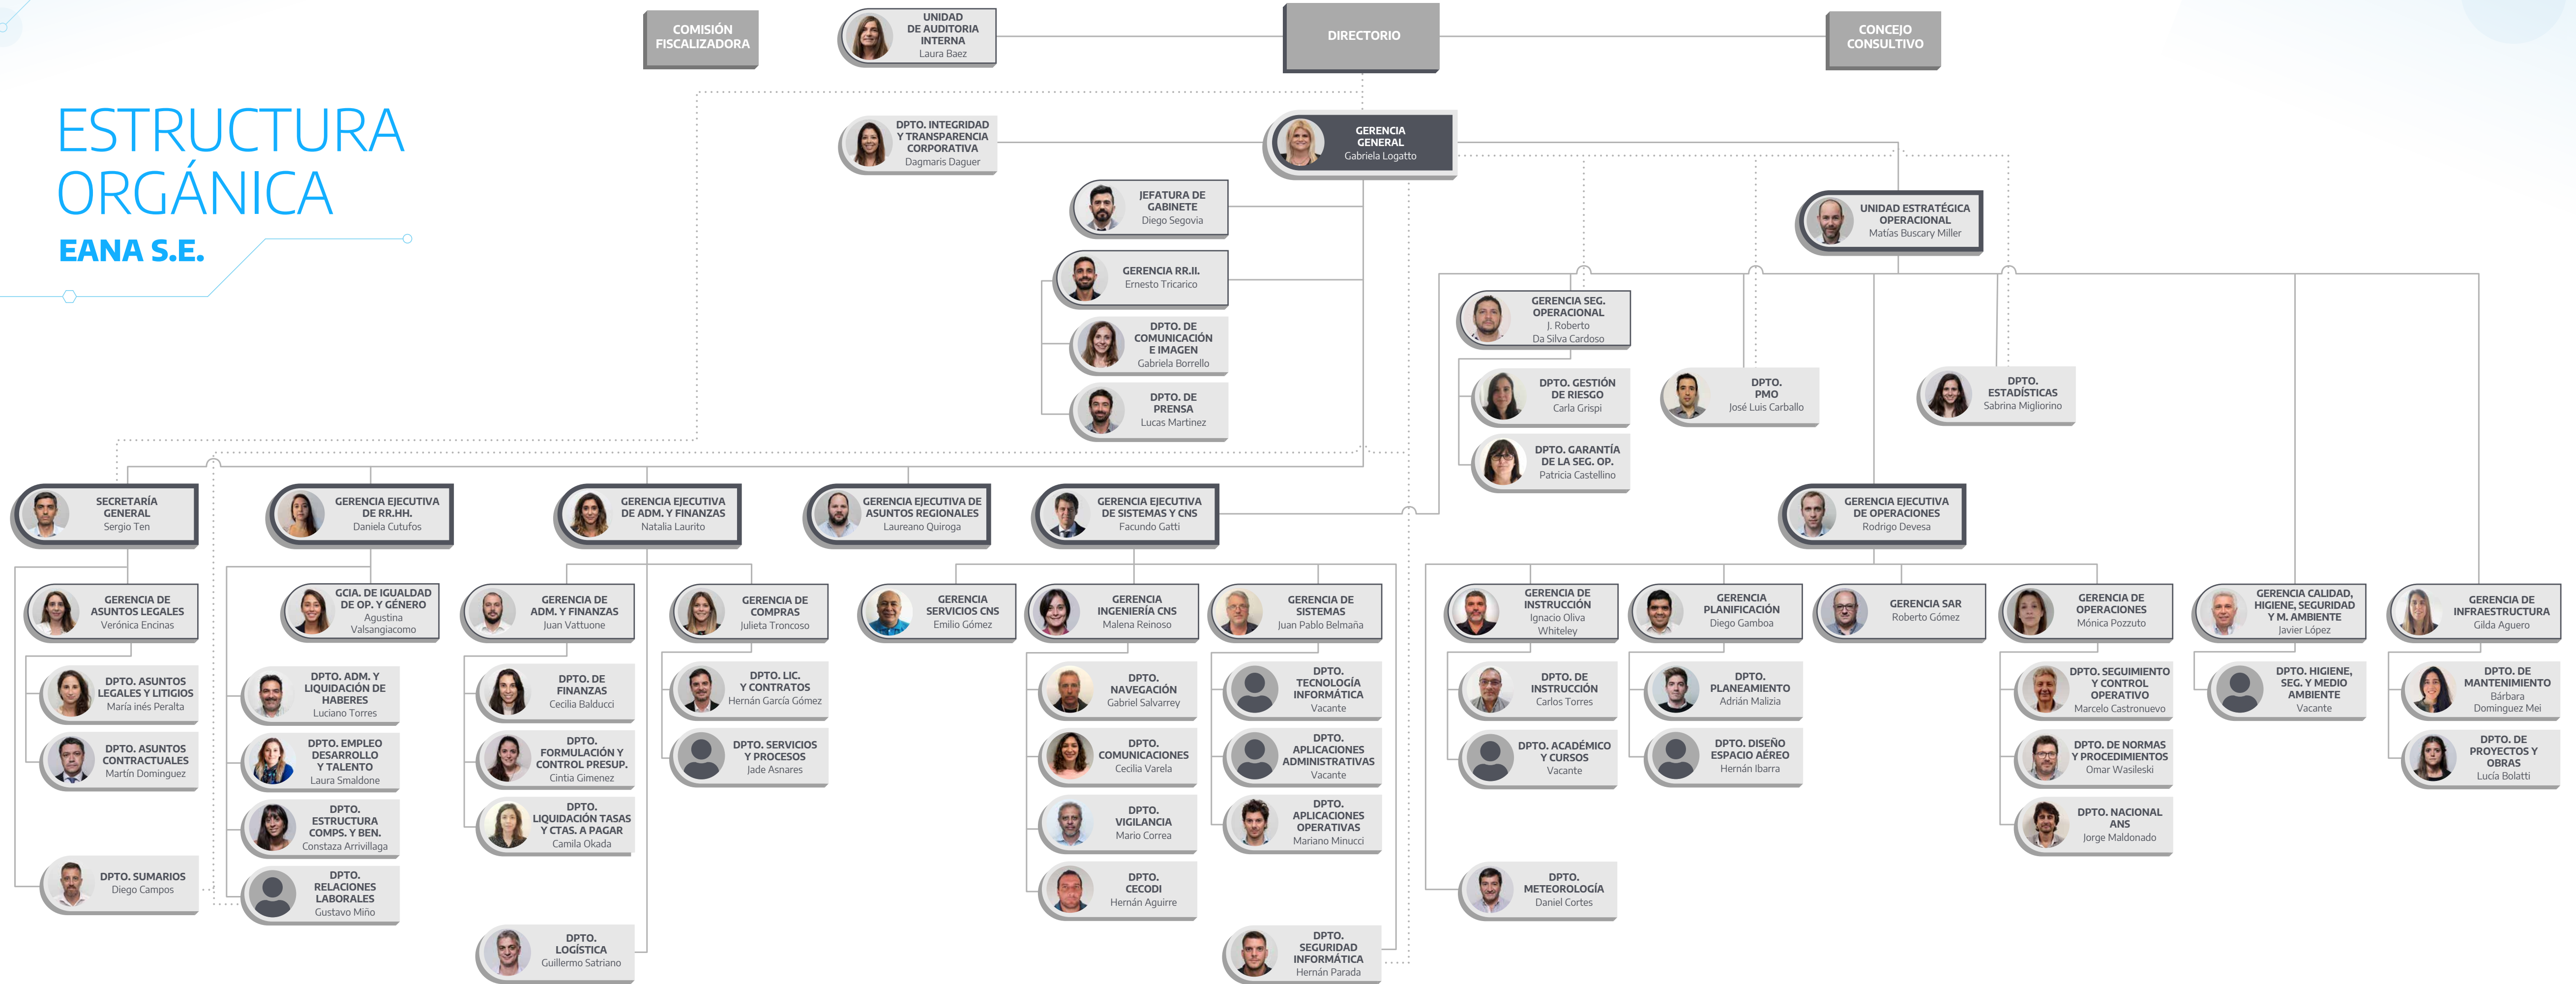 COMISIÓN
FISCALIZADORA
UNIDAD
DE AUDITORIA
INTERNA
Laura Baez
DIRECTORIO
CONCEJO
CONSULTIVO
ESTRUCTURA
ORGÁNICA
EANA S.E.
DPTO. INTEGRIDAD
Y TRANSPARENCIA
CORPORATIVA
Dagmaris Daguer
GERENCIA
GENERAL
Gabriela Logatto
JEFATURA DE
GABINETE
Diego Segovia
UNIDAD ESTRATÉGICA
OPERACIONAL
Matías Buscary Miller
GERENCIA RR.II.
Ernesto Tricarico
DPTO. DE
COMUNICACIÓN
E IMAGEN
Gabriela Borrello
DPTO. DE
PRENSA
Lucas Martinez
GERENCIA SEG.
OPERACIONAL
J. Roberto
Da Silva Cardoso
DPTO. GESTIÓN
DE RIESGO
Carla Grispi
DPTO. GARANTÍA
DE LA SEG. OP.
Patricia Castellino
DPTO.
PMO
José Luis Carballo
DPTO.
ESTADÍSTICAS
Sabrina Migliorino
SECRETARÍA
GENERAL
Sergio Ten
GERENCIA EJECUTIVA
DE RR.HH.
Daniela Cutufos
GERENCIA EJECUTIVA
DE ADM. Y FINANZAS
Natalia Laurito
GERENCIA EJECUTIVA DE
ASUNTOS REGIONALES
Laureano Quiroga
GERENCIA EJECUTIVA
DE SISTEMAS Y CNS
Facundo Gatti
GERENCIA EJECUTIVA
DE OPERACIONES
Rodrigo Devesa
GERENCIA DE
ASUNTOS LEGALES
Verónica Encinas
DPTO. ASUNTOS
LEGALES Y LITIGIOS
María inés Peralta
DPTO. ASUNTOS
CONTRACTUALES
Martín Dominguez
DPTO. SUMARIOS
Diego Campos
GCIA. DE IGUALDAD
DE OP. Y GÉNERO
Agustina
Valsangiacomo
DPTO. ADM. Y
LIQUIDACIÓN DE
HABERES
Luciano Torres
DPTO. EMPLEO
DESARROLLO
Y TALENTO
Laura Smaldone
DPTO.
ESTRUCTURA
COMPS. Y BEN.
Constaza Arrivillaga
DPTO.
RELACIONES
LABORALES
Gustavo Miño
GERENCIA DE
ADM. Y FINANZAS
Juan Vattuone
DPTO. DE
FINANZAS
Cecilia Balducci
DPTO.
FORMULACIÓN Y
CONTROL PRESUP.
Cintia Gimenez
DPTO.
LIQUIDACIÓN TASAS
Y CTAS. A PAGAR
Camila Okada
DPTO.
LOGÍSTICA
Guillermo Satriano
GERENCIA DE
COMPRAS
Julieta Troncoso
DPTO. LIC.
Y CONTRATOS
Hernán García Gómez
DPTO. SERVICIOS
Y PROCESOS
Jade Asnares
GERENCIA
SERVICIOS CNS
Emilio Gómez
GERENCIA
INGENIERÍA CNS
Malena Reinoso
DPTO.
NAVEGACIÓN
Gabriel Salvarrey
DPTO.
COMUNICACIONES
Cecilia Varela
DPTO.
VIGILANCIA
Mario Correa
DPTO.
CECODI
Hernán Aguirre
GERENCIA DE
SISTEMAS
Juan Pablo Belmaña
DPTO.
TECNOLOGÍA
INFORMÁTICA
Vacante
DPTO.
APLICACIONES
ADMINISTRATIVAS
Vacante
DPTO.
APLICACIONES
OPERATIVAS
Mariano Minucci
DPTO.
SEGURIDAD
INFORMÁTICA
Hernán Parada
GERENCIA DE
INSTRUCCIÓN
Ignacio Oliva
Whiteley
DPTO. DE
INSTRUCCIÓN
Carlos Torres
DPTO. ACADÉMICO
Y CURSOS
Vacante
DPTO.
METEOROLOGÍA
Daniel Cortes
GERENCIA
PLANIFICACIÓN
Diego Gamboa
DPTO.
PLANEAMIENTO
Adrián Malizia
DPTO. DISEÑO
ESPACIO AÉREO
Hernán Ibarra
GERENCIA SAR
Roberto Gómez
GERENCIA DE
OPERACIONES
Mónica Pozzuto
DPTO. SEGUIMIENTO
Y CONTROL
OPERATIVO
Marcelo Castronuevo
DPTO. DE NORMAS
Y PROCEDIMIENTOS
Omar Wasileski
DPTO. NACIONAL
ANS
Jorge Maldonado
GERENCIA CALIDAD,
HIGIENE, SEGURIDAD
Y M. AMBIENTE
Javier López
DPTO. HIGIENE,
SEG. Y MEDIO
AMBIENTE
Vacante
GERENCIA DE
INFRAESTRUCTURA
Gilda Aguero
DPTO. DE
MANTENIMIENTO
Bárbara
Dominguez Mei
DPTO. DE
PROYECTOS Y
OBRAS
Lucía Bolatti